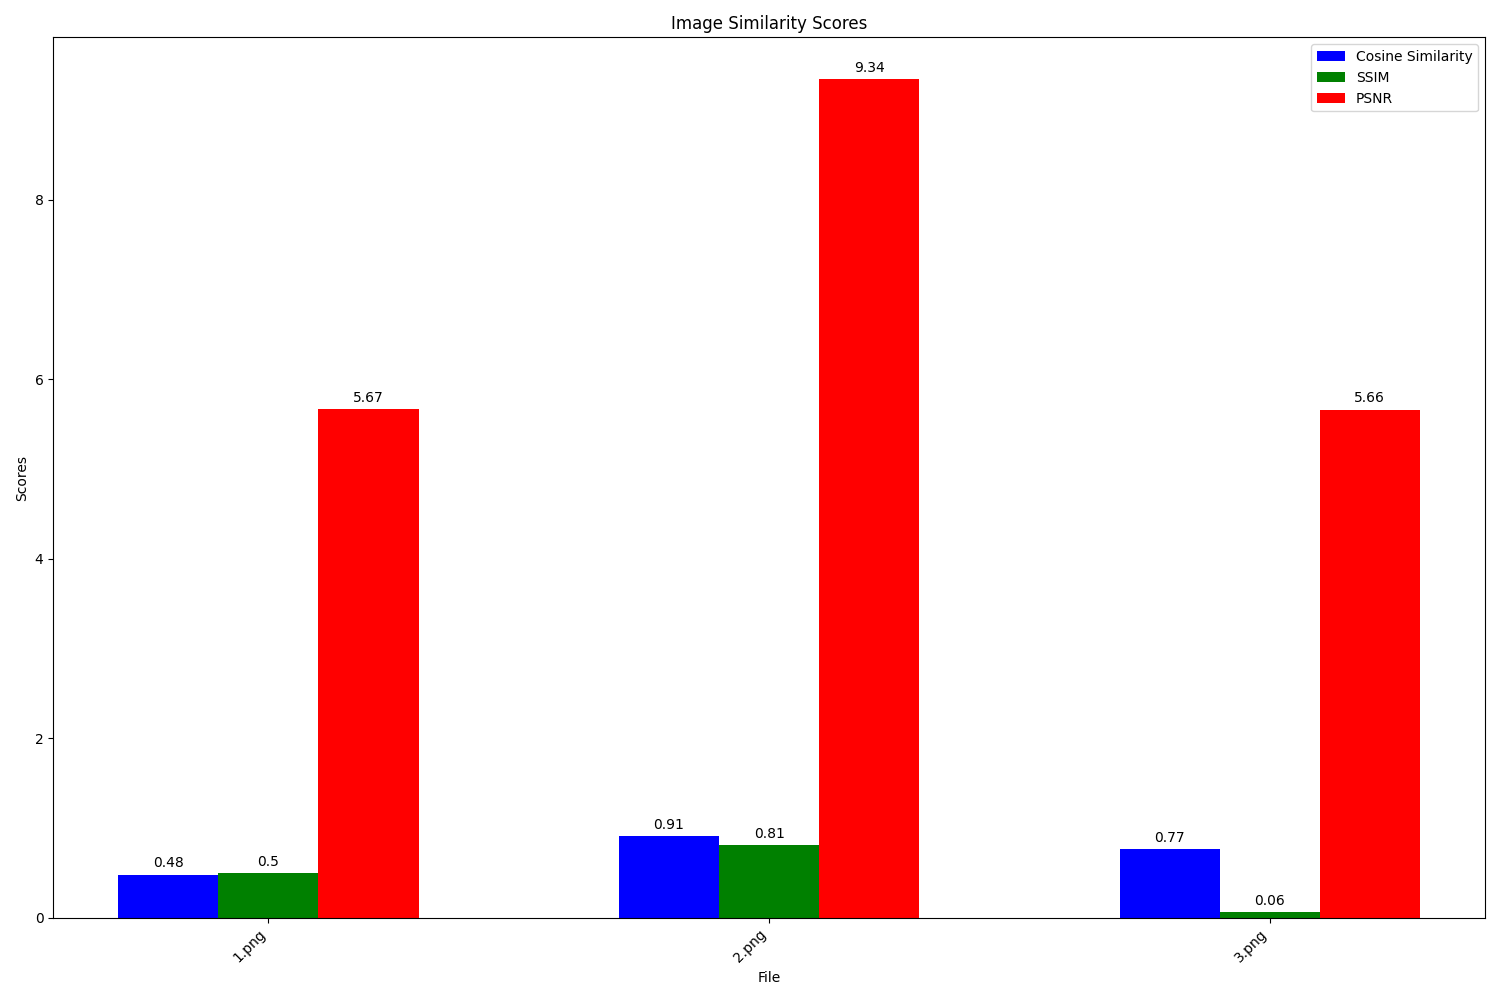 Image Similarity Scores
Cosine Similarity
SSIM
PSNR
9.34
5.67
5.66
0.91
0.81
0.77
0.48
0.5
0.06
Scores
8
6
4
2
0
1.png
2.png
3.png
File